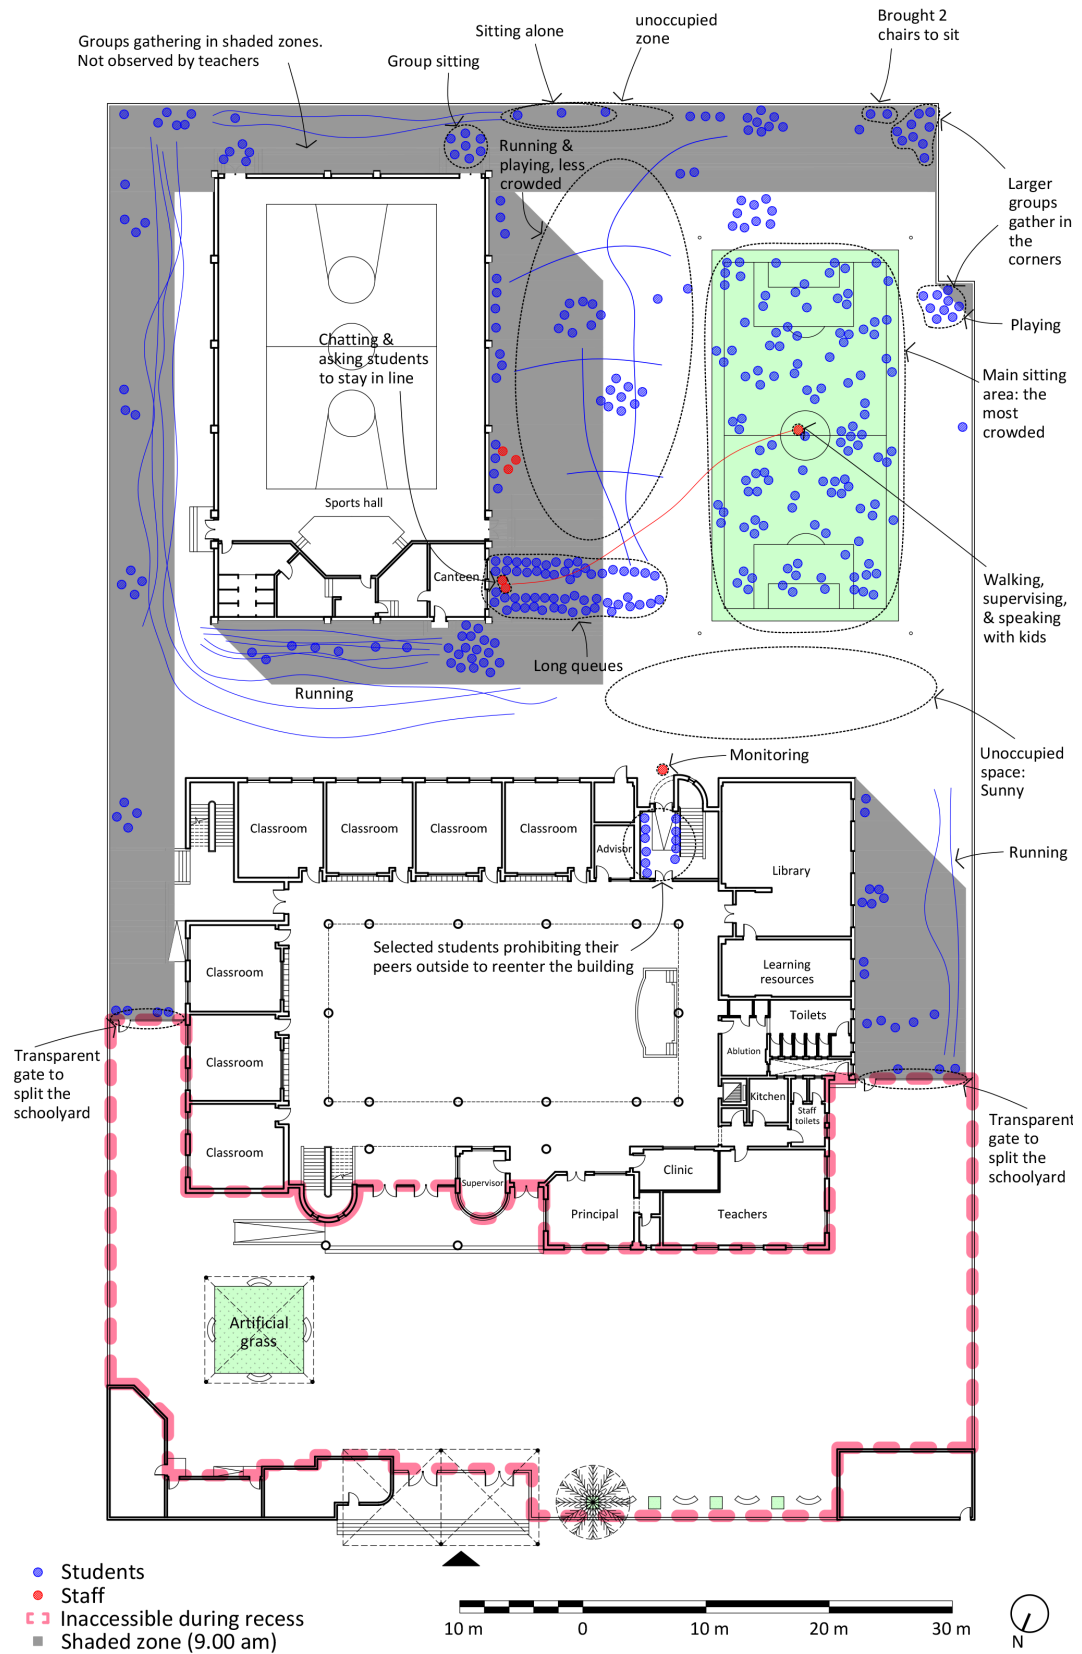 Groups gathering in shaded zones.
Not observed by teachers
Group sitting
Sitting alone
unoccupied
zone
Brought 2
chairs to sit
Running &
playing, less
crowded
Larger
groups
gather in
the
corners
Playing
Chatting &
asking students
to stay in line
Main sitting
area: the
most
crowded
Sports hall
Canteen
Walking,
supervising,
& speaking
with kids
Long queues
Running
Monitoring
Unoccupied
space:
Sunny
Classroom
Classroom
Classroom
Classroom
Advisor
Library
Running
Selected students prohibiting their
peers outside to reenter the building
Classroom
Learning
resources
Toilets
Transparent
gate to
split the
schoolyard
Classroom
Ablution
Kitchen
Staff
toilets
Transparent
gate to
split the
schoolyard
Classroom
Supervisor
Clinic
Principal
Teachers
Artificial
grass
Students
Staff
Inaccessible during recess
Shaded zone (9.00 am)
10 m 0 10 m 20 m 30 m
N